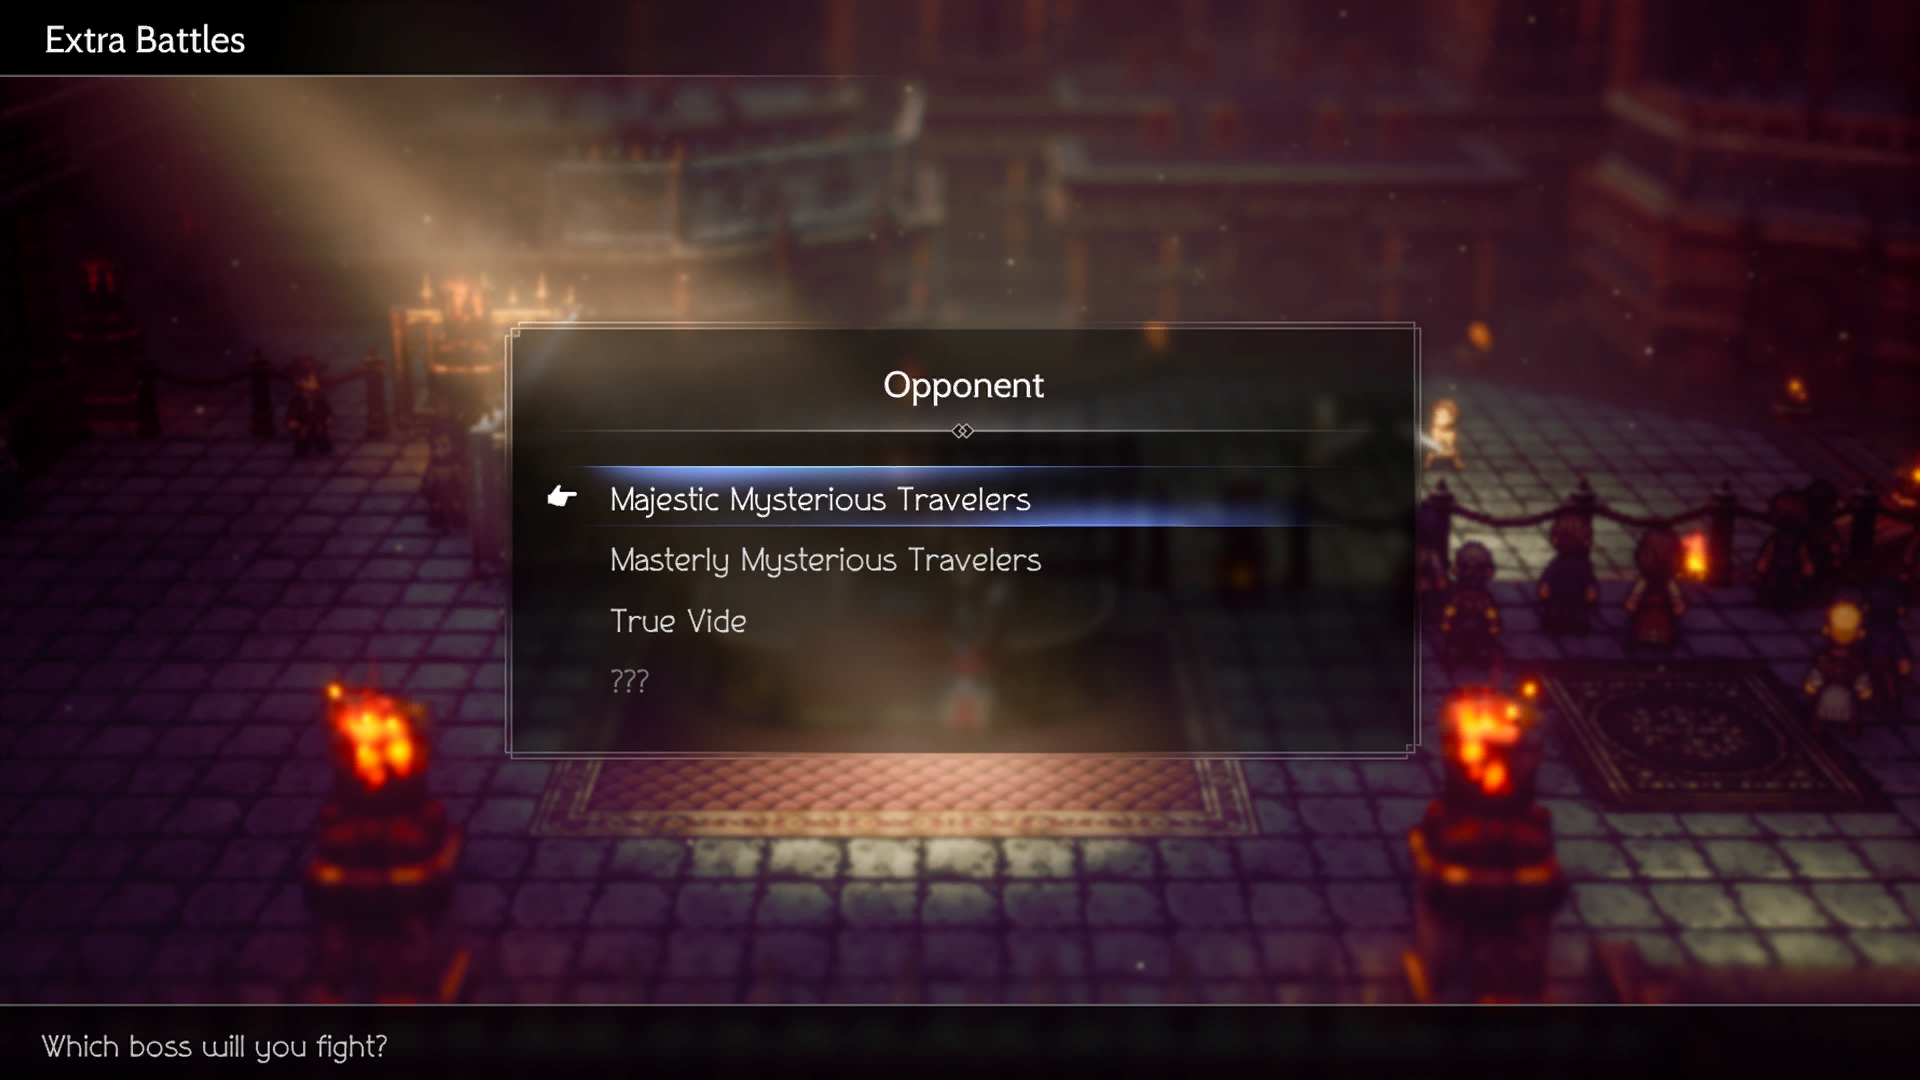 Extra Battles
Opponent
Majestic Mysterious Travelers
Masterly Mysterious Travelers
True Vide
???
Which boss will you fight?